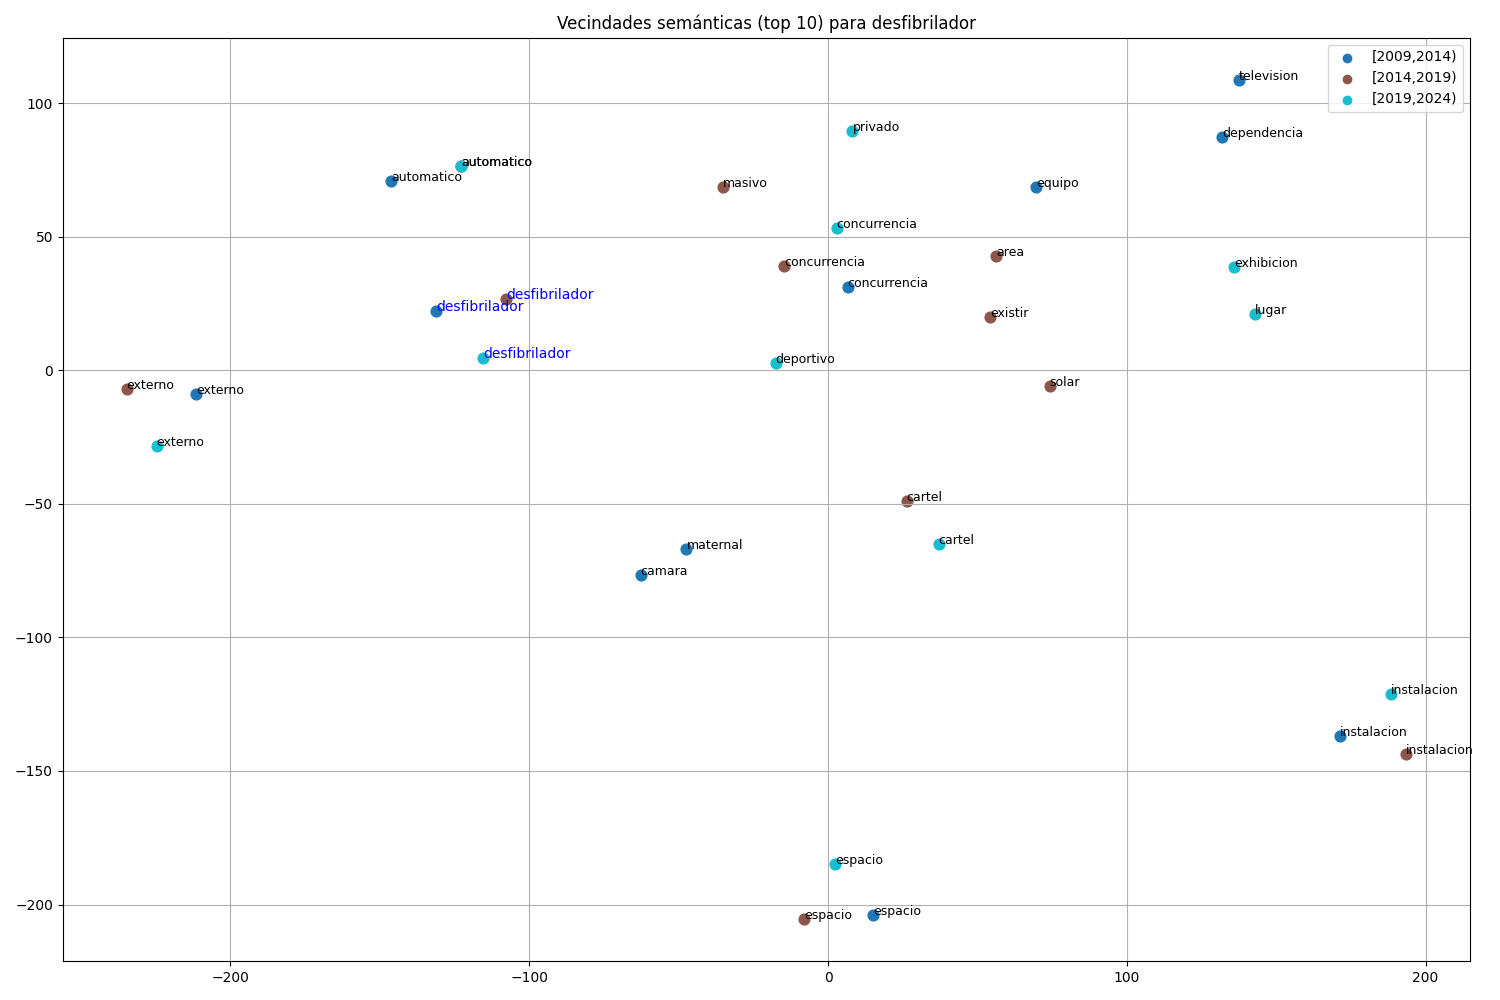 Vecindades semánticas (top 10) para desfibrilador
[2009,2014)
[2014,2019)
[2019,2024)
television
dependencia
privado
automatico
automatico
automatico
masivo
equipo
concurrencia
area
concurrencia
exhibicion
concurrencia
desfibrilador
desfibrilador
existir
lugar
desfibrilador
deportivo
externo
externo
solar
externo
cartel
cartel
maternal
camara
instalacion
instalacion
instalacion
espacio
espacio
espacio
100
50
0
−50
−100
−150
−200
−200
−100
0
100
200